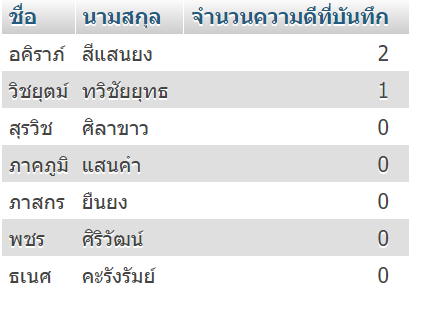 ชื่อ นามสกุล จำนวนความดีที่บันทึก
อคิราภ์ สีแสนยง 2
วิชยุตม์ ทวิชัยยุทธ 1
สุรวิช ศิลาขาว 0
ภาคภูมิ แสนคำ 0
ภาสกร ยืนยง 0
พชร ศิริวัฒน์ 0
ธเนศ คะรังรัมย์ 0